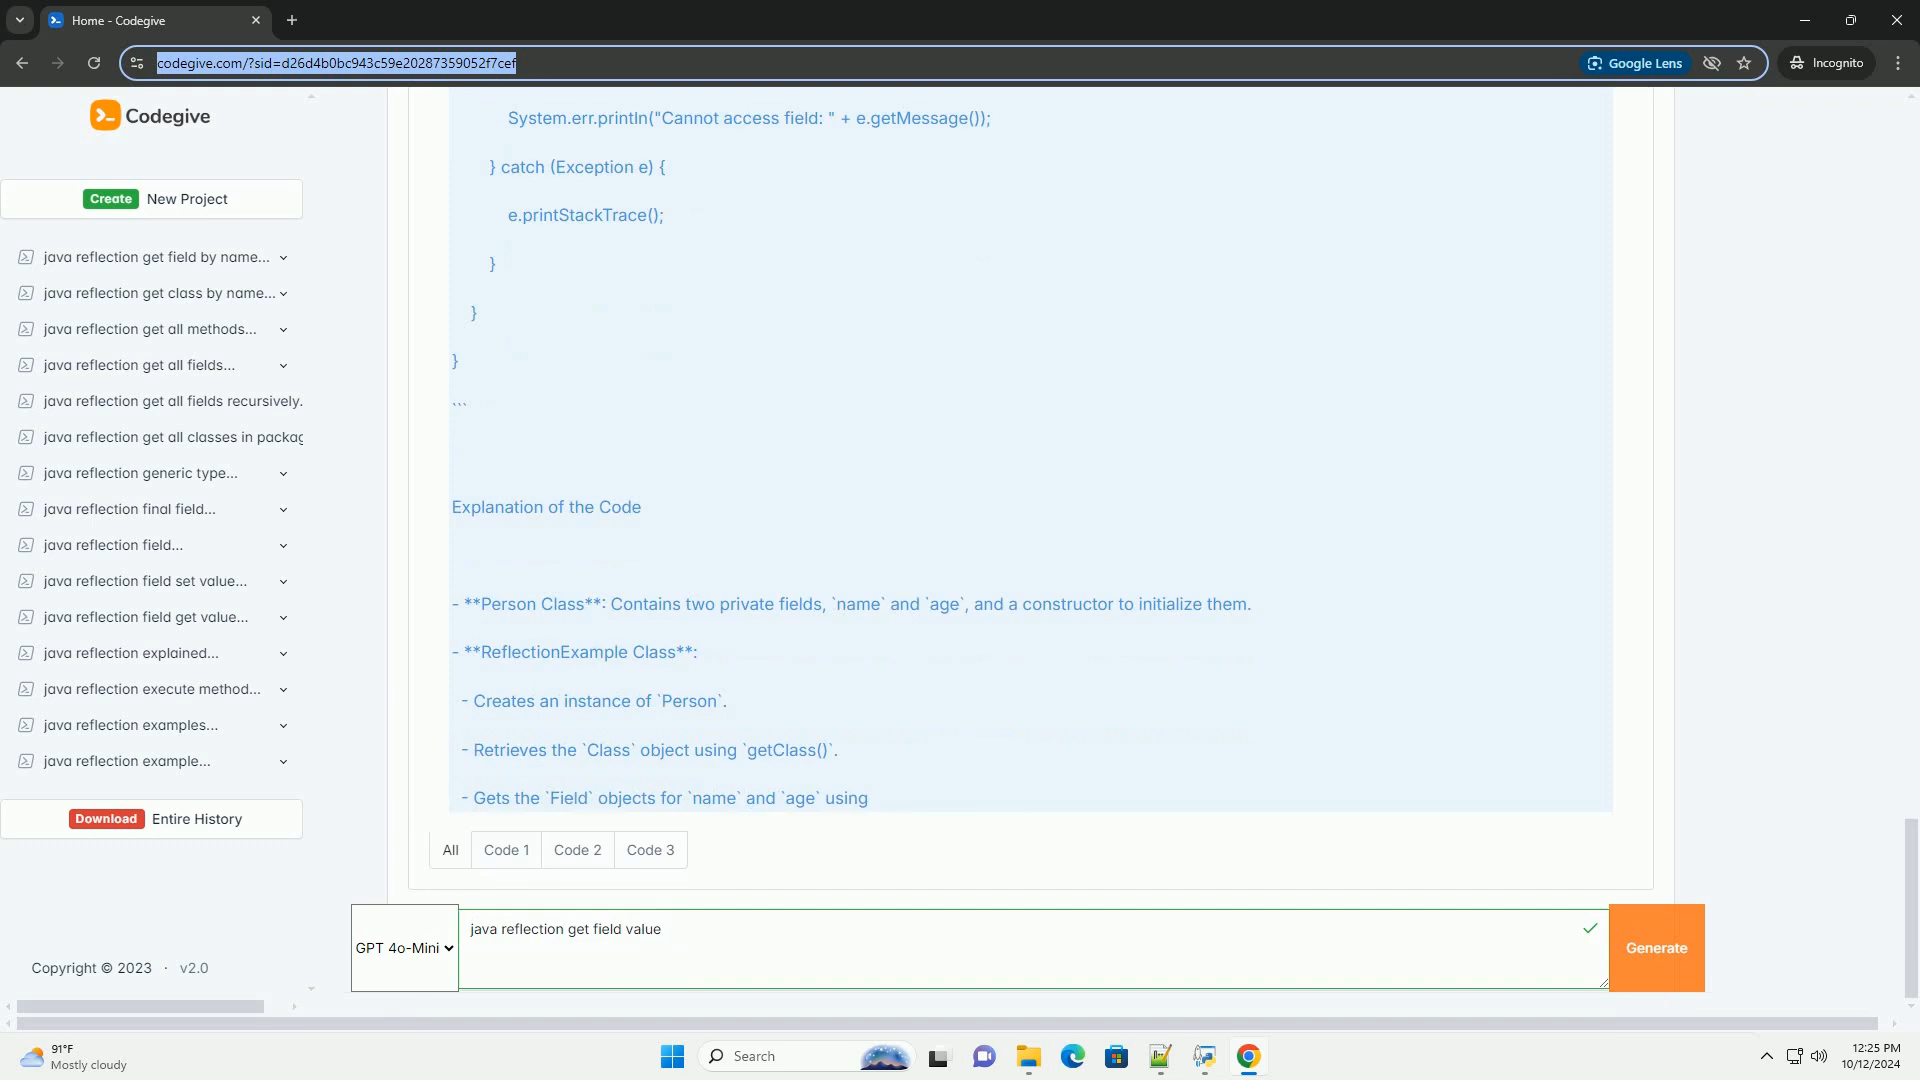 Home - Codegive
codegive.com/?sid=d26d4b0bc943c59e20287359052f7cef
Google Lens
Incognito
Codegive
Create New Project
java reflection get field by name...
java reflection get class by name...
java reflection get all methods...
java reflection get all fields...
java reflection get all fields recursively.
java reflection get all classes in packag
java reflection generic type...
java reflection final field...
java reflection field...
java reflection field set value...
java reflection field get value...
java reflection explained...
java reflection execute method...
java reflection examples...
java reflection example...
Download Entire History
Copyright © 2023 · v2.0
System.err.println("Cannot access field: " + e.getMessage());
} catch (Exception e) {
e.printStackTrace();
}
}
}
```
Explanation of the Code
- **Person Class**: Contains two private fields, `name` and `age`, and a constructor to initialize them.
- **ReflectionExample Class**:
- Creates an instance of `Person`.
- Retrieves the `Class` object using `getClass()`.
- Gets the `Field` objects for `name` and `age` using
All Code 1 Code 2 Code 3
GPT 4o-Mini
java reflection get field value
Generate
91°F
Mostly cloudy
Search
12:25 PM
10/12/2024